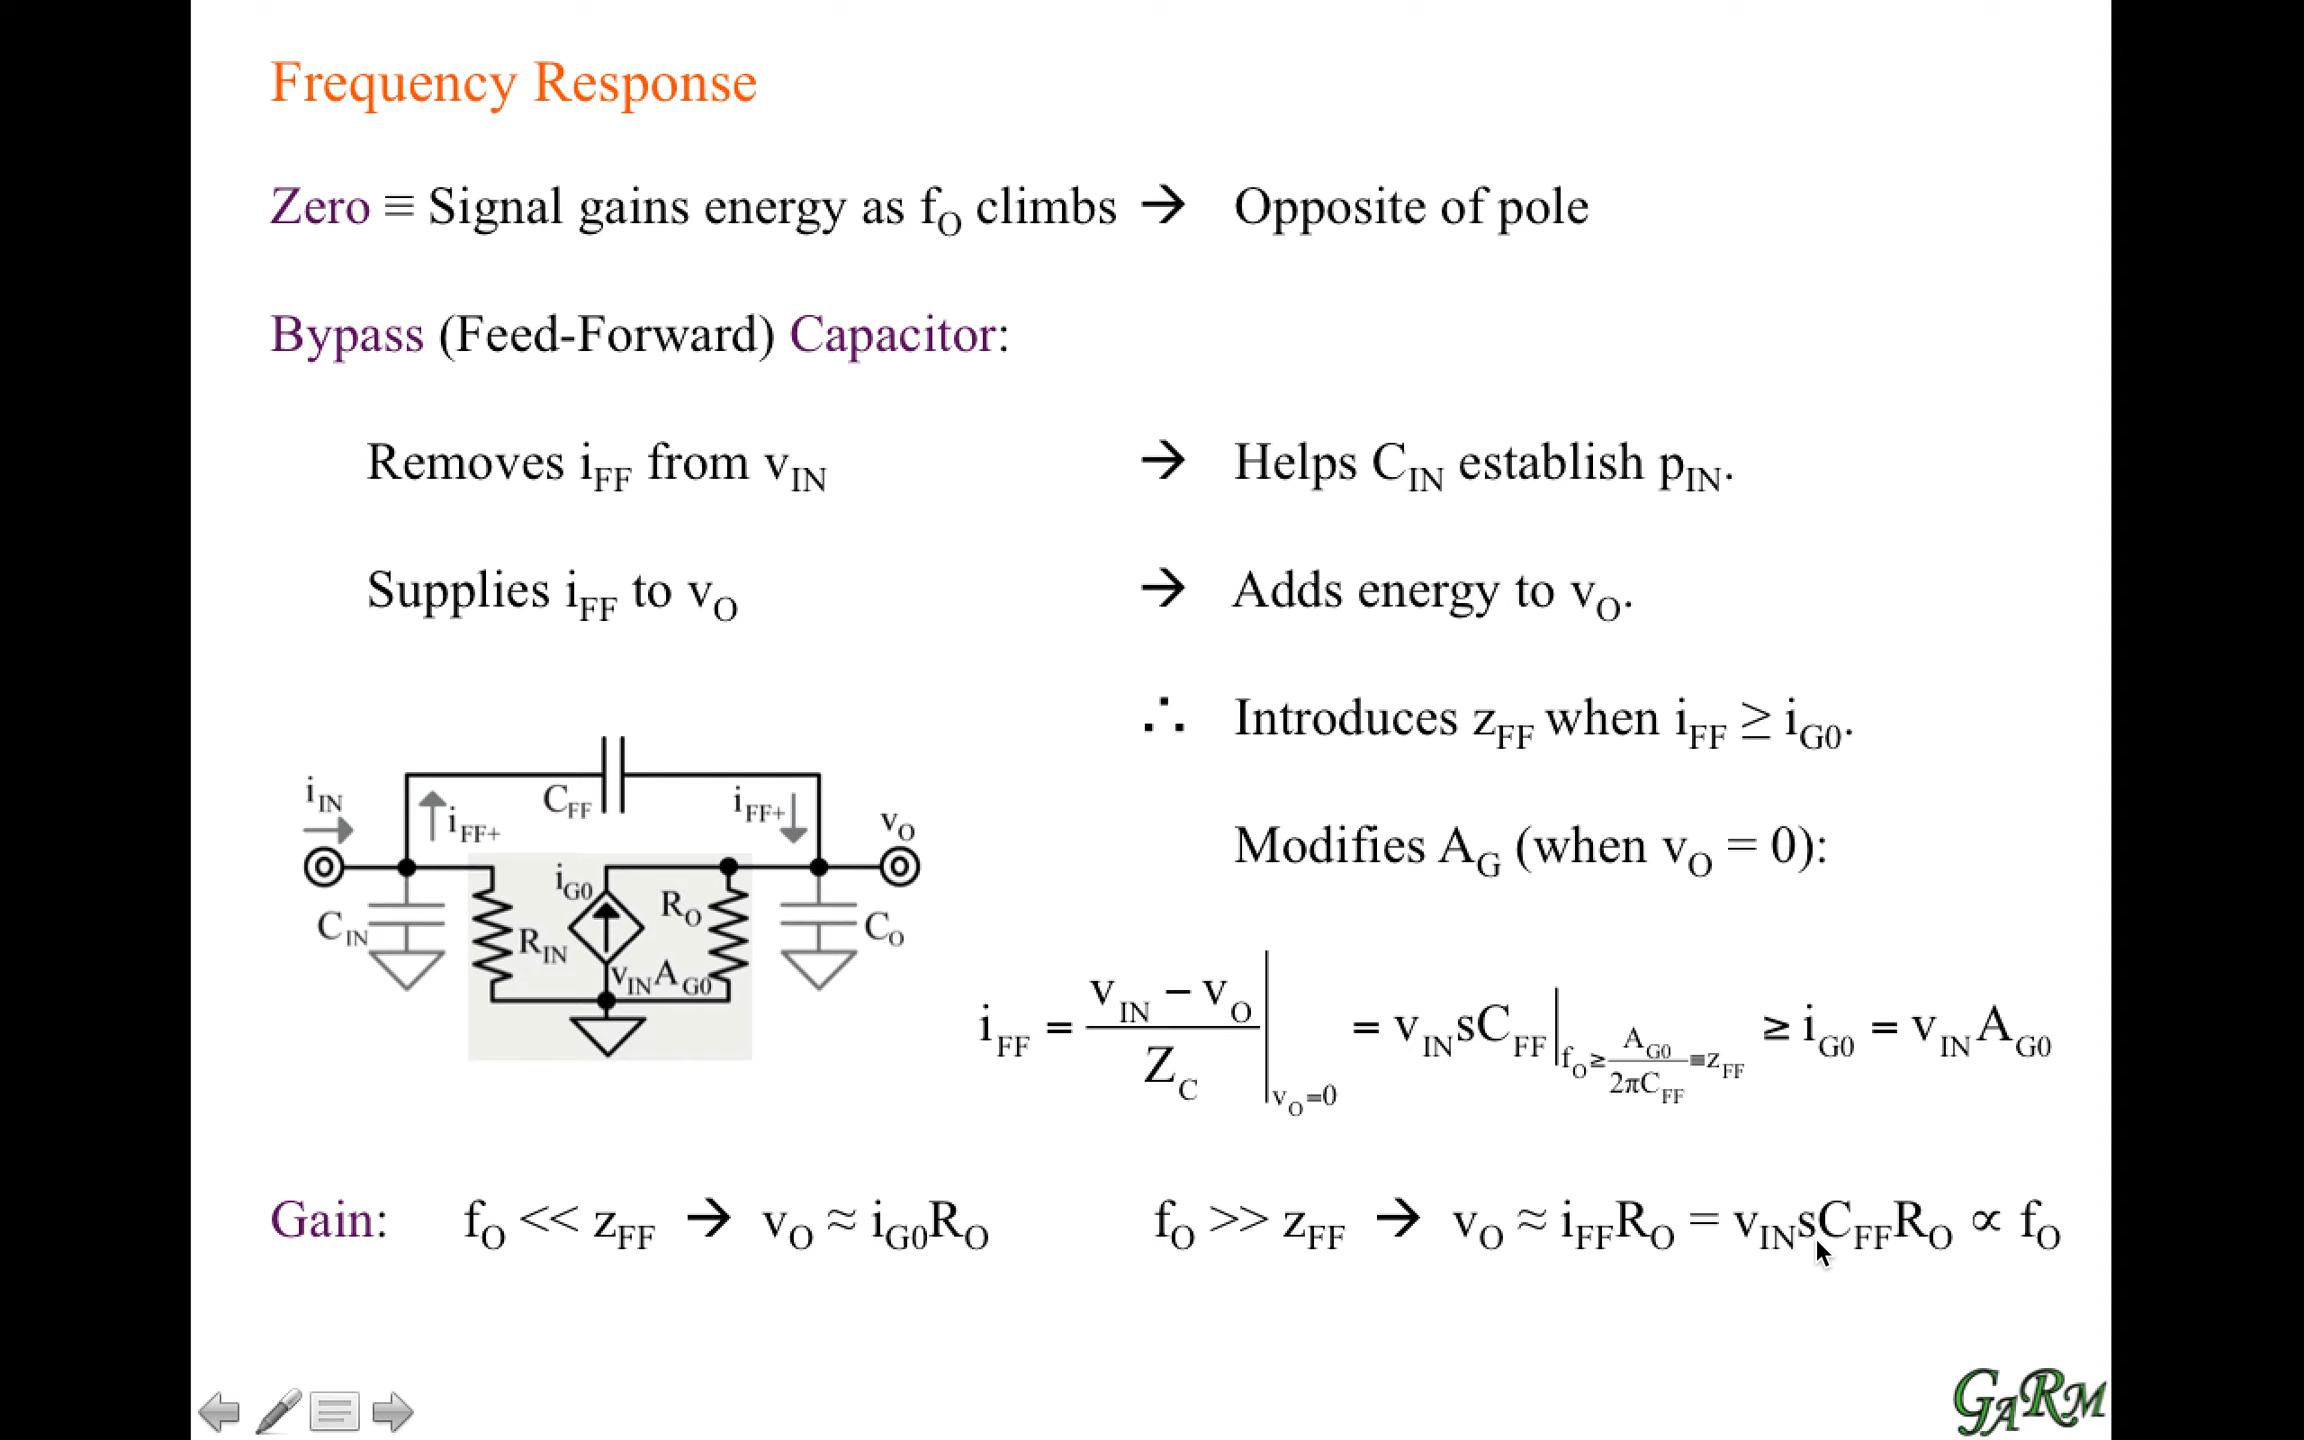 Frequency Response
Zero ≡ Signal gains energy as fO climbs → Opposite of pole
Bypass (Feed-Forward) Capacitor:
Removes iFF from vIN → Helps CIN establish pIN.
Supplies iFF to vO → Adds energy to vO.
∴ Introduces zFF when iFF ≥ iG0.
Modifies AG (when vO = 0):
iIN
iFF+
CFF
iFF+
vO
CIN
RIN
iG0
vINAG0
RO
CO
iFF = (vIN − vO)/ZC |vO=0 = vINsCFF |fO≥AG0/2πCFF≡zFF ≥ iG0 = vINAG0
Gain: fO << zFF → vO ≈ iG0RO fO >> zFF → vO ≈ iFFRO = vINsCFFRO ∝ fO
GARM